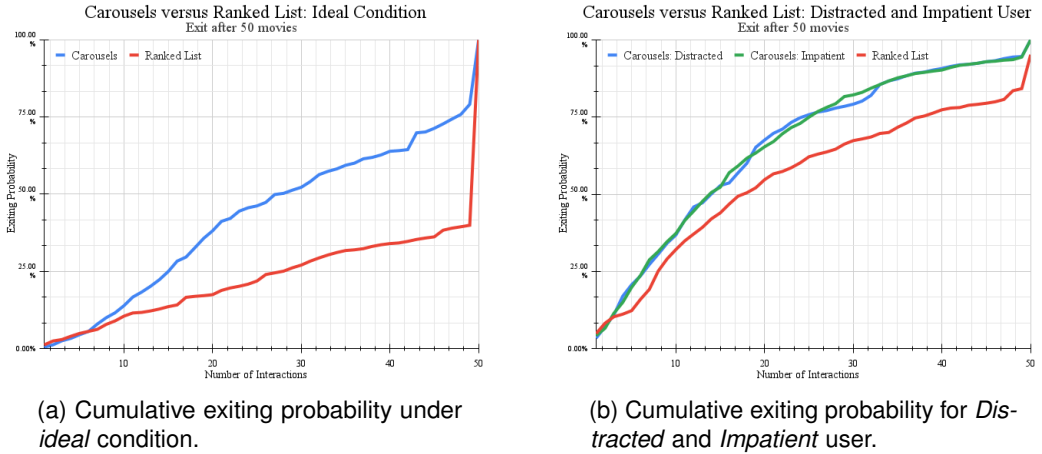 Carousels versus Ranked List: Ideal Condition
Exit after 50 movies
100.00
%
Carousels
Ranked List
75.00
%
50.00
%
25.00
%
0.00%
Exiting Probability
10
20
30
40
50
Number of Interactions
(a) Cumulative exiting probability under
ideal condition.
Carousels versus Ranked List: Distracted and Impatient User
Exit after 50 movies
100.00
%
Carousels: Distracted
Carousels: Impatient
Ranked List
75.00
%
50.00
%
25.00
%
0.00%
Exiting Probability
10
20
30
40
50
Number of Interactions
(b) Cumulative exiting probability for Dis-
tracted and Impatient user.